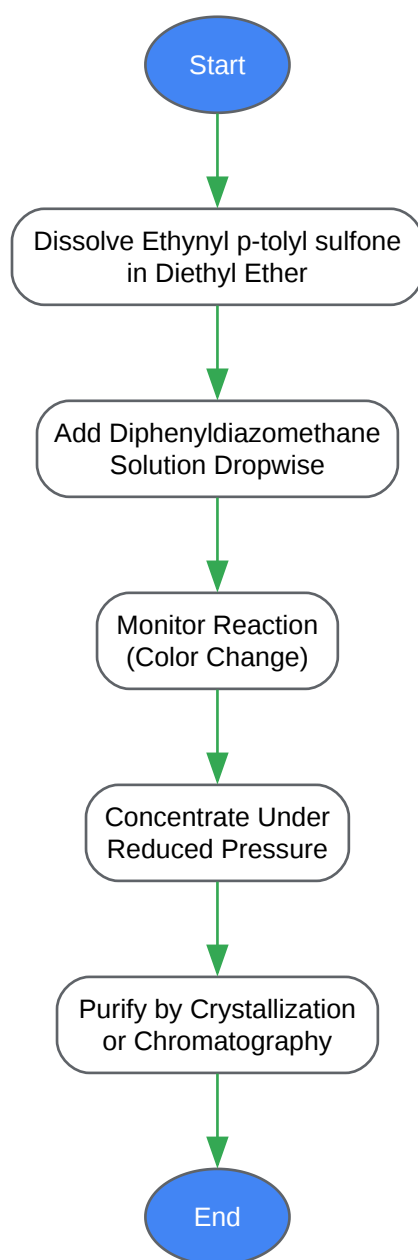 Start
Dissolve Ethynyl p-tolyl sulfone
in Diethyl Ether
Add Diphenyldiazomethane
Solution Dropwise
Monitor Reaction
(Color Change)
Concentrate Under
Reduced Pressure
Purify by Crystallization
or Chromatography
End